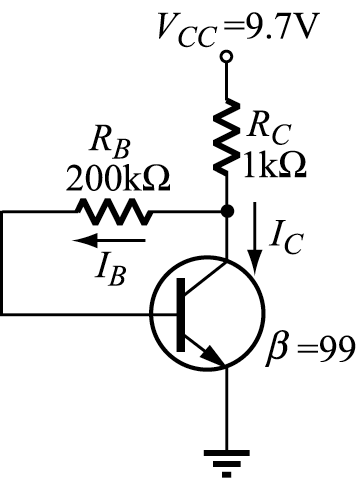 V_CC=9.7V
R_C
1kΩ
R_B
200kΩ
I_B
I_C
β=99